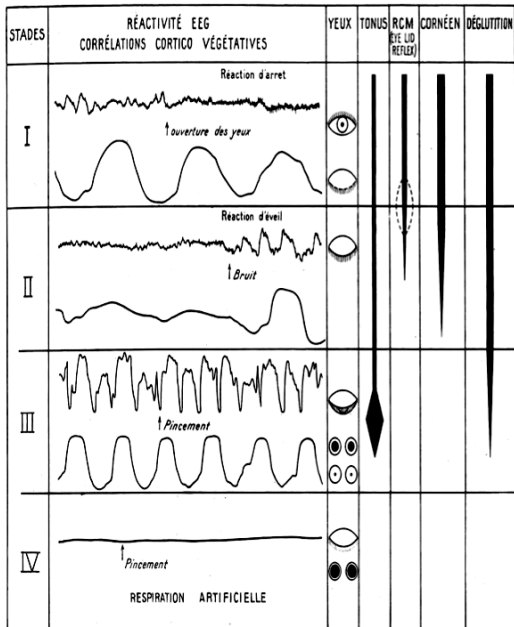 STADES
RÉACTIVITÉ EEG
CORRÉLATIONS CORTICO VÉGÉTATIVES
YEUX
TONUS
RCM
(EYE LID
REFLEX)
CORNÉEN
DÉGLUTITION
I
Réaction d'arret
ouverture des yeux
II
Réaction d'éveil
Bruit
III
Pincement
IV
Pincement
RESPIRATION ARTIFICIELLE